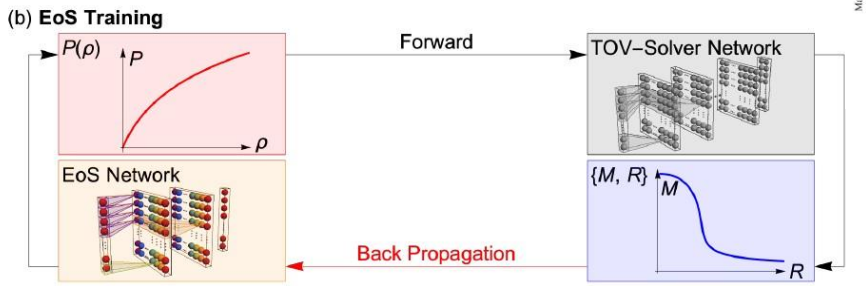 (b) EoS Training
P(ρ)
P
ρ
Forward
TOV–Solver Network
EoS Network
Back Propagation
{M, R}
M
R